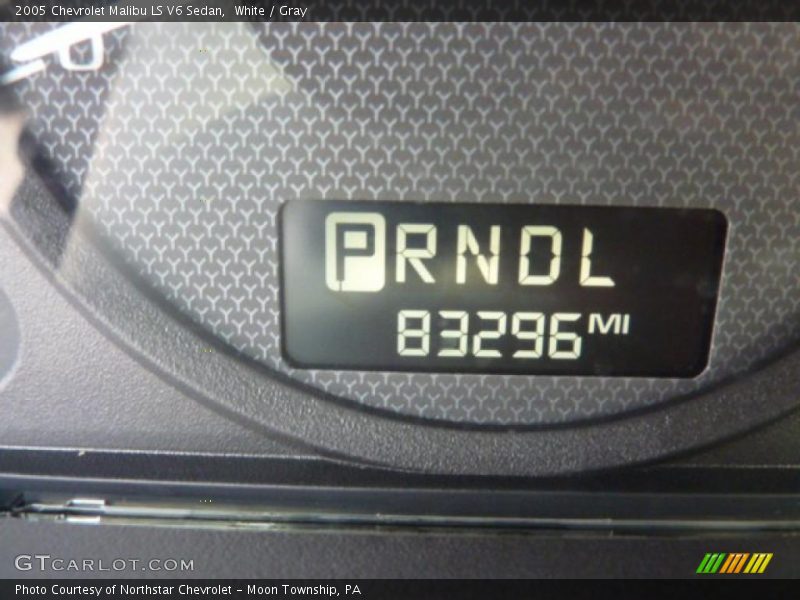 2005 Chevrolet Malibu LS V6 Sedan,  White / Gray
P RNDL
83296 MI
GTCARLOT.COM
Photo Courtesy of Northstar Chevrolet - Moon Township, PA